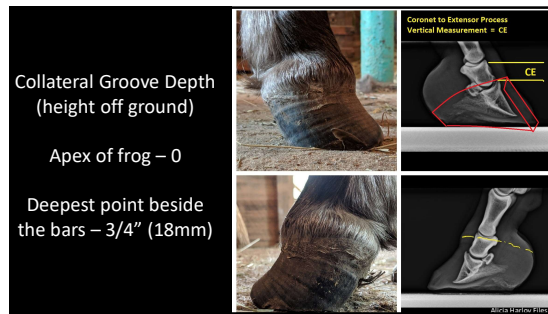 Collateral Groove Depth
(height off ground)
Apex of frog – 0
Deepest point beside
the bars – 3/4” (18mm)
Coronet to Extensor Process
Vertical Measurement = CE
CE
Alicia Harlov Files